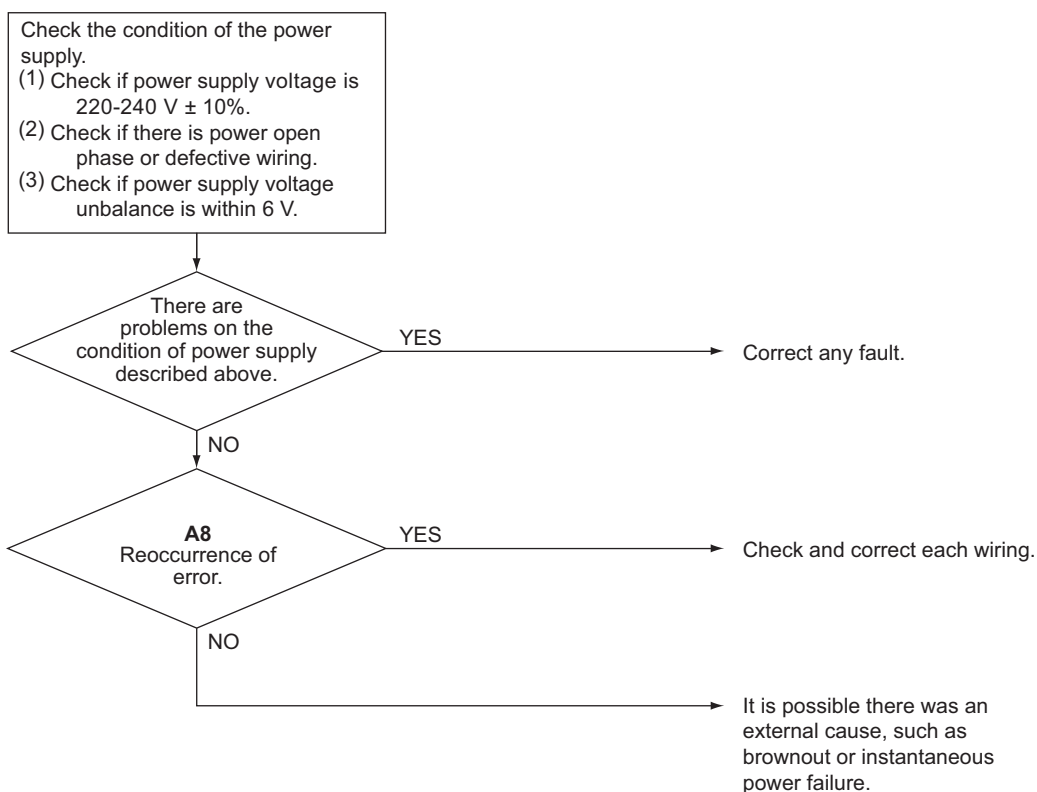 Check the condition of the power
supply.
(1) Check if power supply voltage is
220-240 V ± 10%.
(2) Check if there is power open
phase or defective wiring.
(3) Check if power supply voltage
unbalance is within 6 V.
There are
problems on the
condition of power supply
described above.
YES
Correct any fault.
NO
A8
Reoccurrence of
error.
YES
Check and correct each wiring.
NO
It is possible there was an
external cause, such as
brownout or instantaneous
power failure.